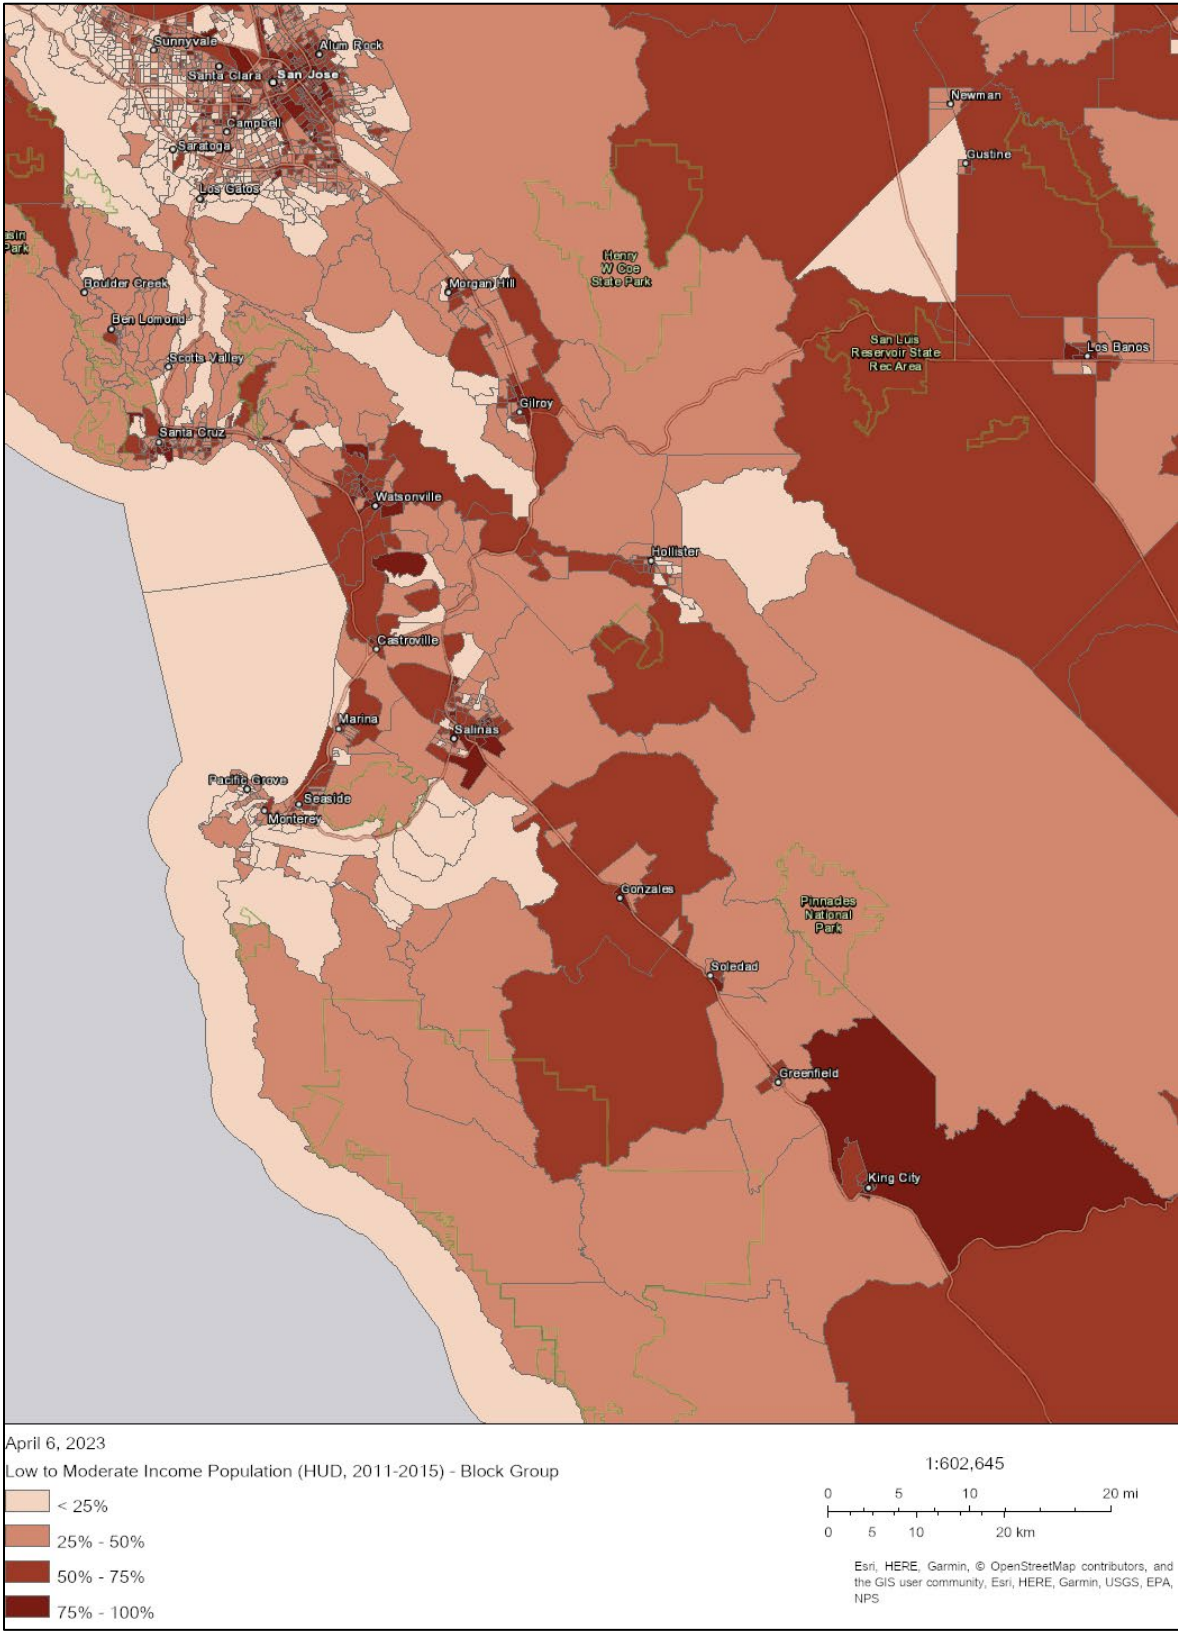 Sunnyvale
Alum Rock
Santa Clara
San Jose
Campbell
Saratoga
Los Gatos
Newman
Gustine
asin
Park
Henry
W Coe
State Park
Boulder Creek
Morgan Hill
Ben Lomond
San Luis
Reservoir State
Rec Area
Los Banos
Scotts Valley
Gilroy
Santa Cruz
Watsonville
Hollister
Castroville
Marina
Salinas
Pacific Grove
Seaside
Monterey
Gonzales
Pinnacles
National
Park
Soledad
Greenfield
King City
April 6, 2023
Low to Moderate Income Population (HUD, 2011-2015) - Block Group
< 25%
25% - 50%
50% - 75%
75% - 100%
1:602,645
0 5 10 20 mi
0 5 10 20 km
Esri, HERE, Garmin, © OpenStreetMap contributors, and
the GIS user community, Esri, HERE, Garmin, USGS, EPA,
NPS